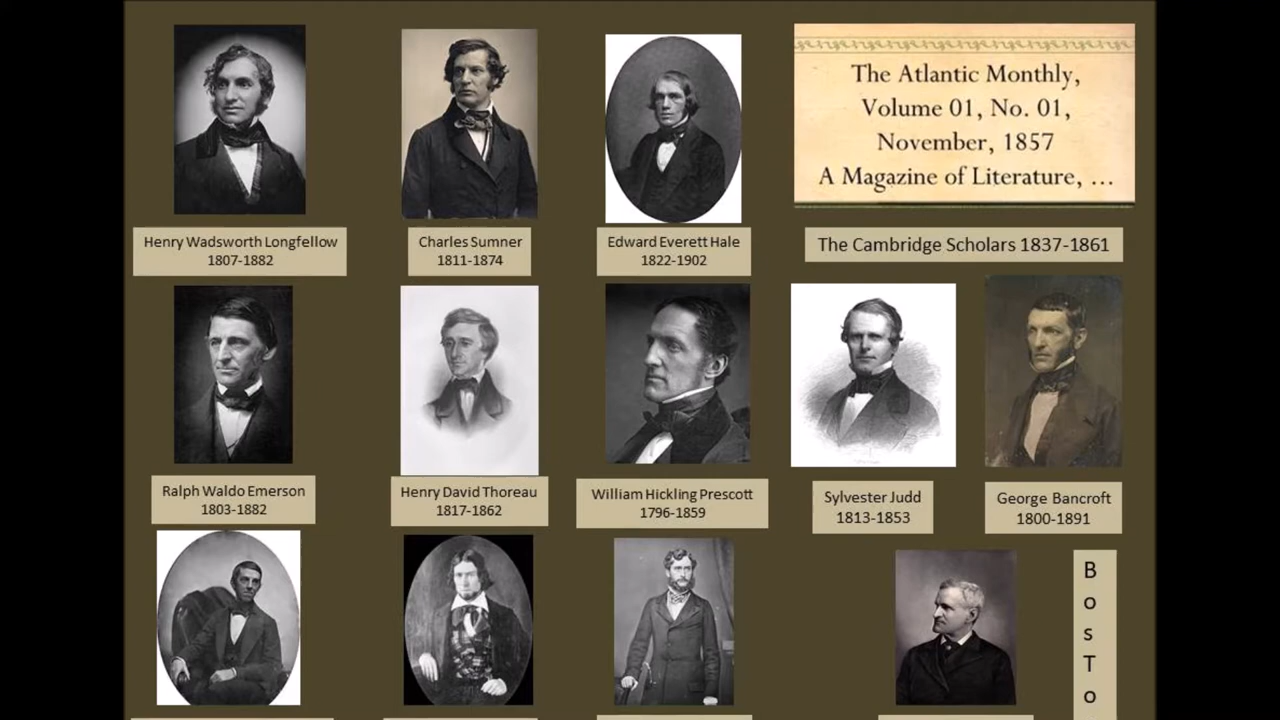 The Atlantic Monthly,
Volume 01, No. 01,
November, 1857
A Magazine of Literature, ...
Henry Wadsworth Longfellow
1807-1882
Charles Sumner
1811-1874
Edward Everett Hale
1822-1902
The Cambridge Scholars 1837-1861
Ralph Waldo Emerson
1803-1882
Henry David Thoreau
1817-1862
William Hickling Prescott
1796-1859
Sylvester Judd
1813-1853
George Bancroft
1800-1891
B
o
s
T
o